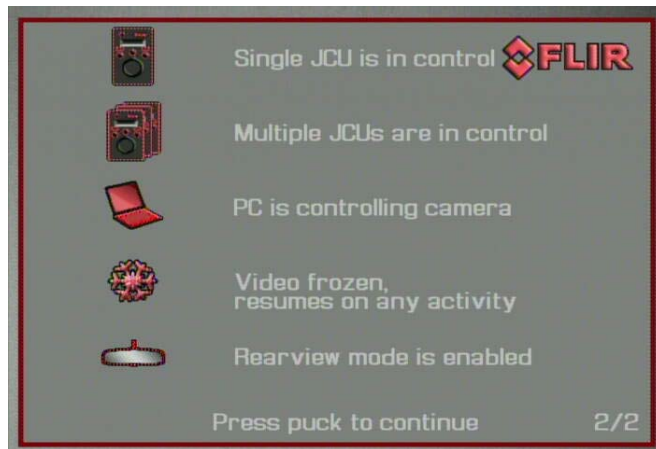 Single JCU is in control
FLIR
Multiple JCUs are in control
PC is controlling camera
Video frozen,
resumes on any activity
Rearview mode is enabled
Press puck to continue
2/2